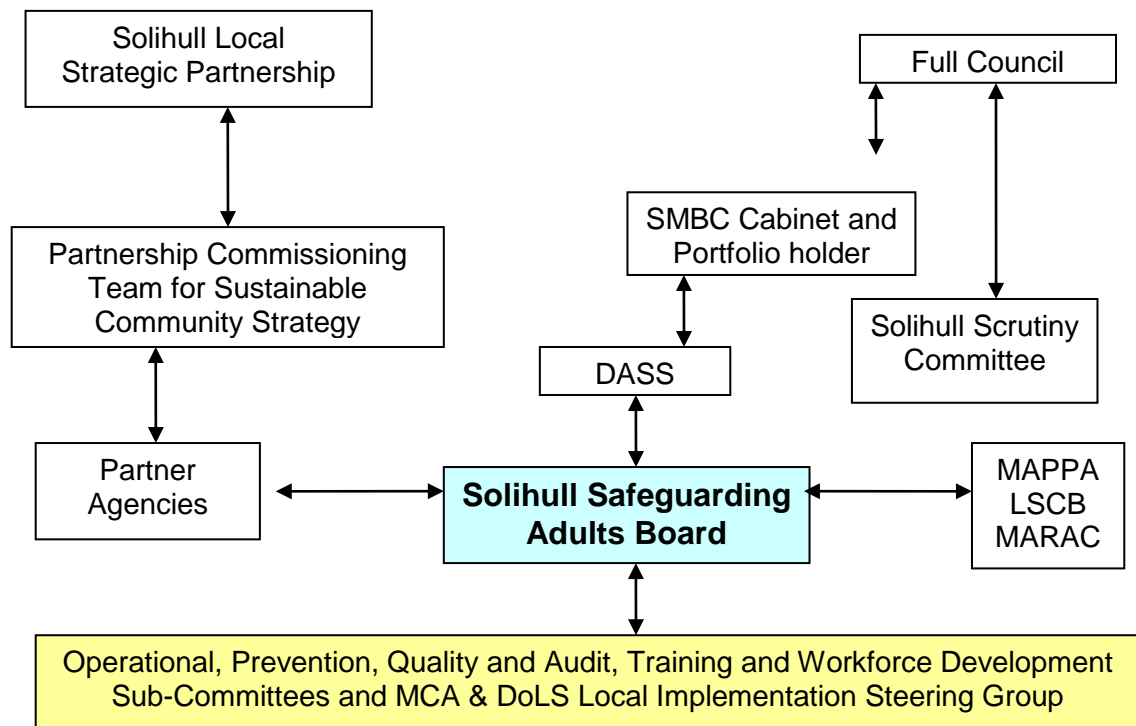 Solihull Local
Strategic Partnership
Full Council
SMBC Cabinet and
Portfolio holder
Partnership Commissioning
Team for Sustainable
Community Strategy
Solihull Scrutiny
Committee
DASS
Partner
Agencies
Solihull Safeguarding
Adults Board
MAPPA
LSCB
MARAC
Operational, Prevention, Quality and Audit, Training and Workforce Development
Sub-Committees and MCA & DoLS Local Implementation Steering Group